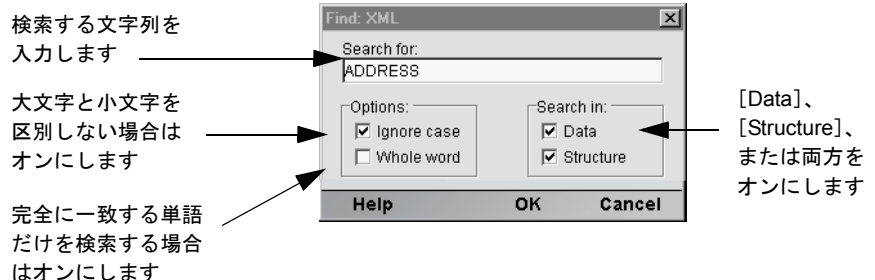 検索する文字列を
入力します
大文字と小文字を
区別しない場合は
オンにします
完全に一致する単語
だけを検索する場合
はオンにします
Find: XML
Search for:
ADDRESS
Options:
Ignore case
Whole word
Search in:
Data
Structure
Help
OK
Cancel
[Data]、
[Structure]、
または両方を
オンにします